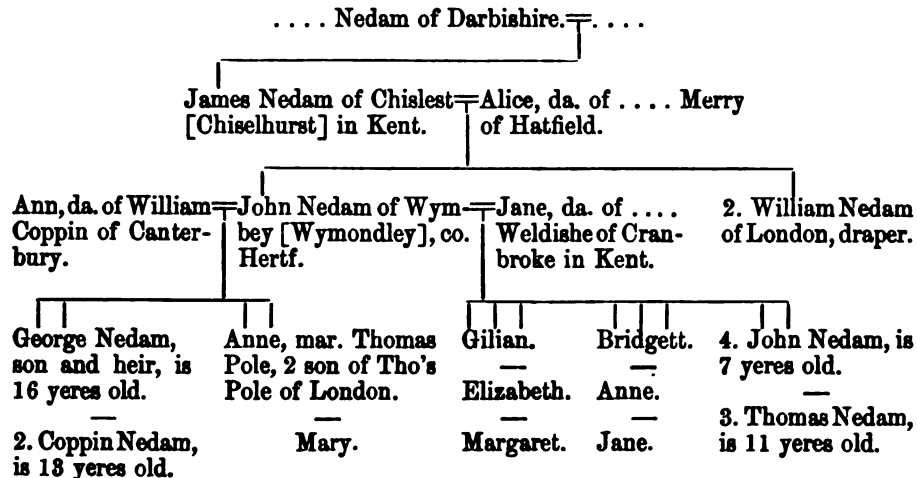 . . . . Nedam of Darbishire.=. . . .
James Nedam of Chislest=Alice, da. of . . . . Merry
[Chiselhurst] in Kent. of Hatfield.
Ann, da. of William=John Nedam of Wym-=Jane, da. of . . . . 2. William Nedam
Coppin of Canter- bey [Wymondley], co. Weldishe of Cran- of London, draper.
bury. Hertf. broke in Kent.
George Nedam, Anne, mar. Thomas Gilian. Bridgett. 4. John Nedam, is
son and heir, is Pole, 2 son of Tho's 7 yeres old.
16 yeres old. Pole of London. Elizabeth. Anne.
3. Thomas Nedam,
2. Coppin Nedam, Mary. Margaret. Jane. is 11 yeres old.
is 13 yeres old.